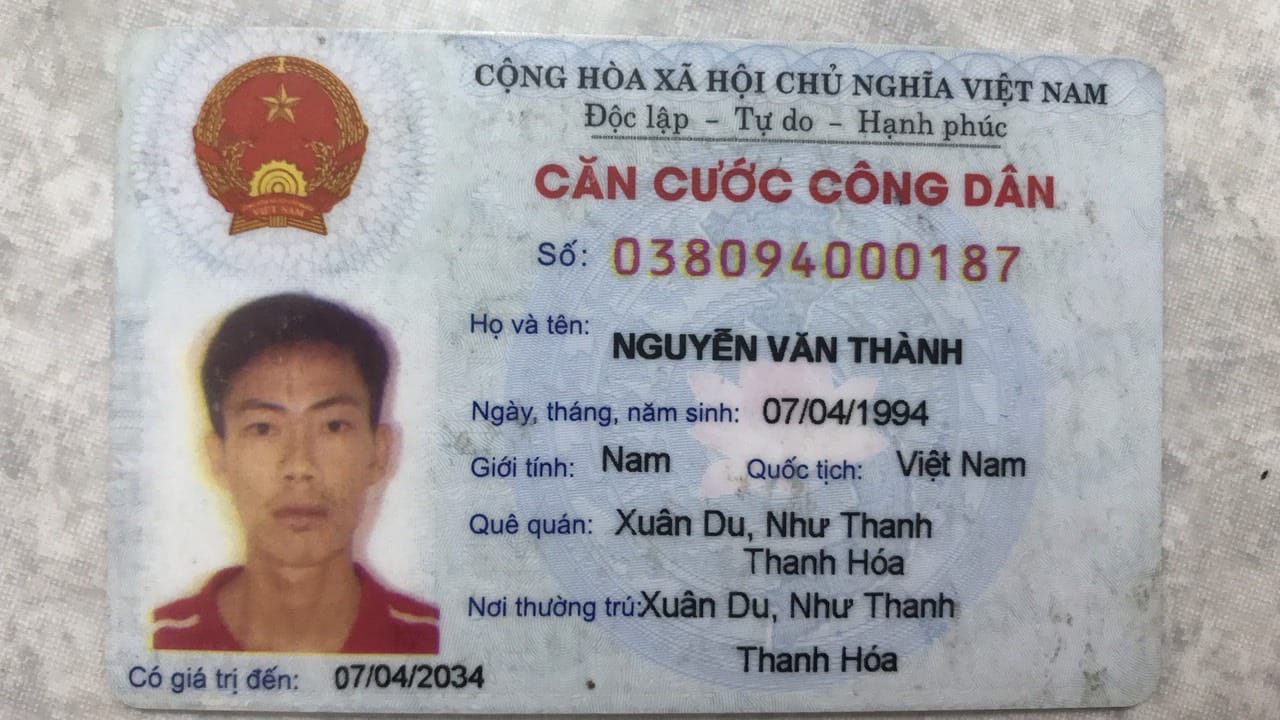 CỘNG HÒA XÃ HỘI CHỦ NGHĨA VIỆT NAM
Độc lập – Tự do – Hạnh phúc
CĂN CƯỚC CÔNG DÂN
Số: 038094000187
Họ và tên: NGUYỄN VĂN THÀNH
Ngày, tháng, năm sinh: 07/04/1994
Giới tính: Nam Quốc tịch: Việt Nam
Quê quán: Xuân Du, Như Thanh
Thanh Hóa
Nơi thường trú: Xuân Du, Như Thanh
Thanh Hóa
Có giá trị đến: 07/04/2034
VIỆT NAM